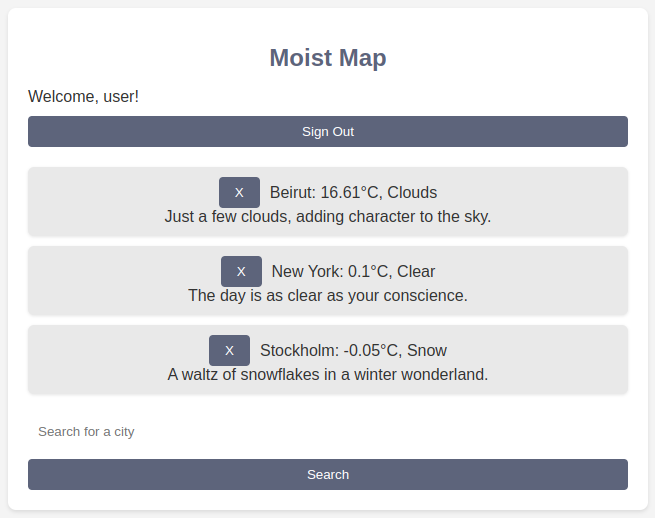 Moist Map
Welcome, user!
Sign Out
X Beirut: 16.61°C, Clouds
Just a few clouds, adding character to the sky.
X New York: 0.1°C, Clear
The day is as clear as your conscience.
X Stockholm: -0.05°C, Snow
A waltz of snowflakes in a winter wonderland.
Search for a city
Search